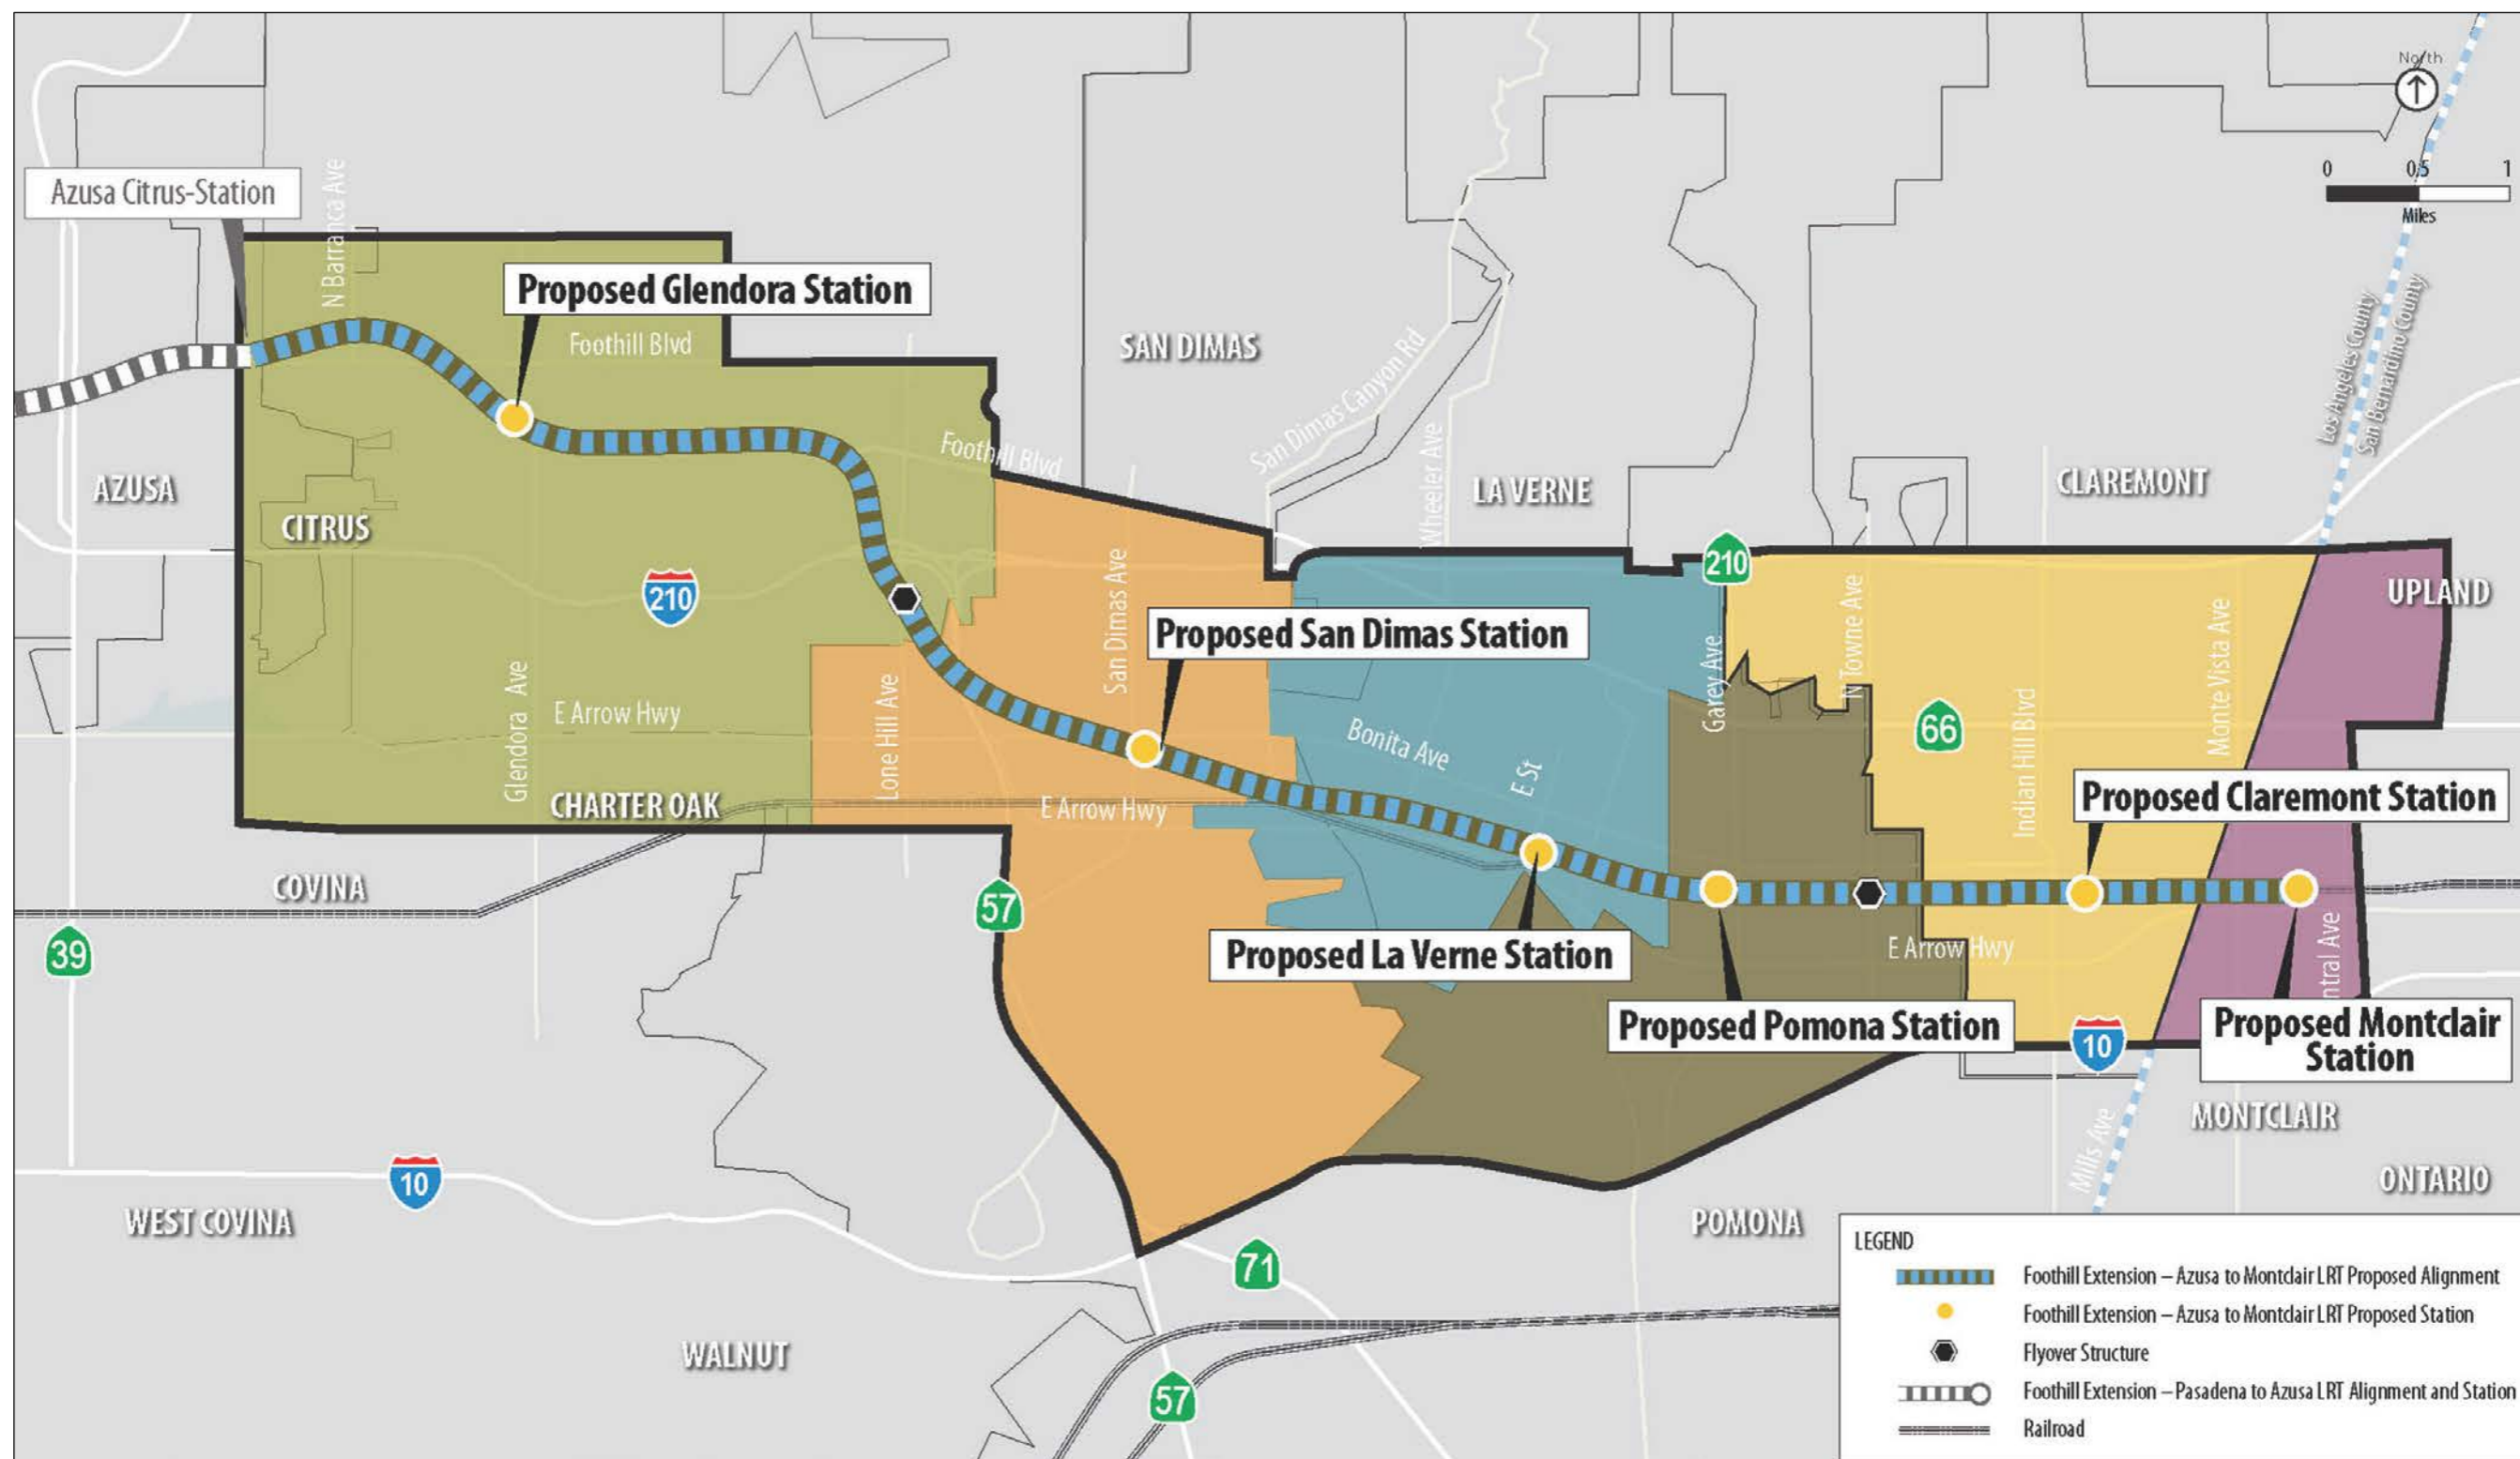 North
0 0.5 1
Miles
Azusa Citrus-Station
N Barranca Ave
Proposed Glendora Station
Foothill Blvd
SAN DIMAS
San Dimas Canyon Rd
Los Angeles County
San Bernardino County
Foothill Blvd
Wheeler Ave
AZUSA
LA VERNE
CLAREMONT
CITRUS
210
210
UPLAND
San Dimas Ave
Proposed San Dimas Station
Garey Ave
N Towne Ave
Monte Vista Ave
Glendora Ave
E Arrow Hwy
Lone Hill Ave
Bonita Ave
66
Indian Hill Blvd
E St
CHARTER OAK
E Arrow Hwy
Proposed Claremont Station
COVINA
57
39
Proposed La Verne Station
E Arrow Hwy
ntral Ave
Proposed Pomona Station
10
Proposed Montclair
Station
MONTCLAIR
Mills Ave
10
ONTARIO
WEST COVINA
POMONA
71
WALNUT
57
LEGEND
Foothill Extension – Azusa to Montclair LRT Proposed Alignment
Foothill Extension – Azusa to Montclair LRT Proposed Station
Flyover Structure
Foothill Extension – Pasadena to Azusa LRT Alignment and Station
Railroad